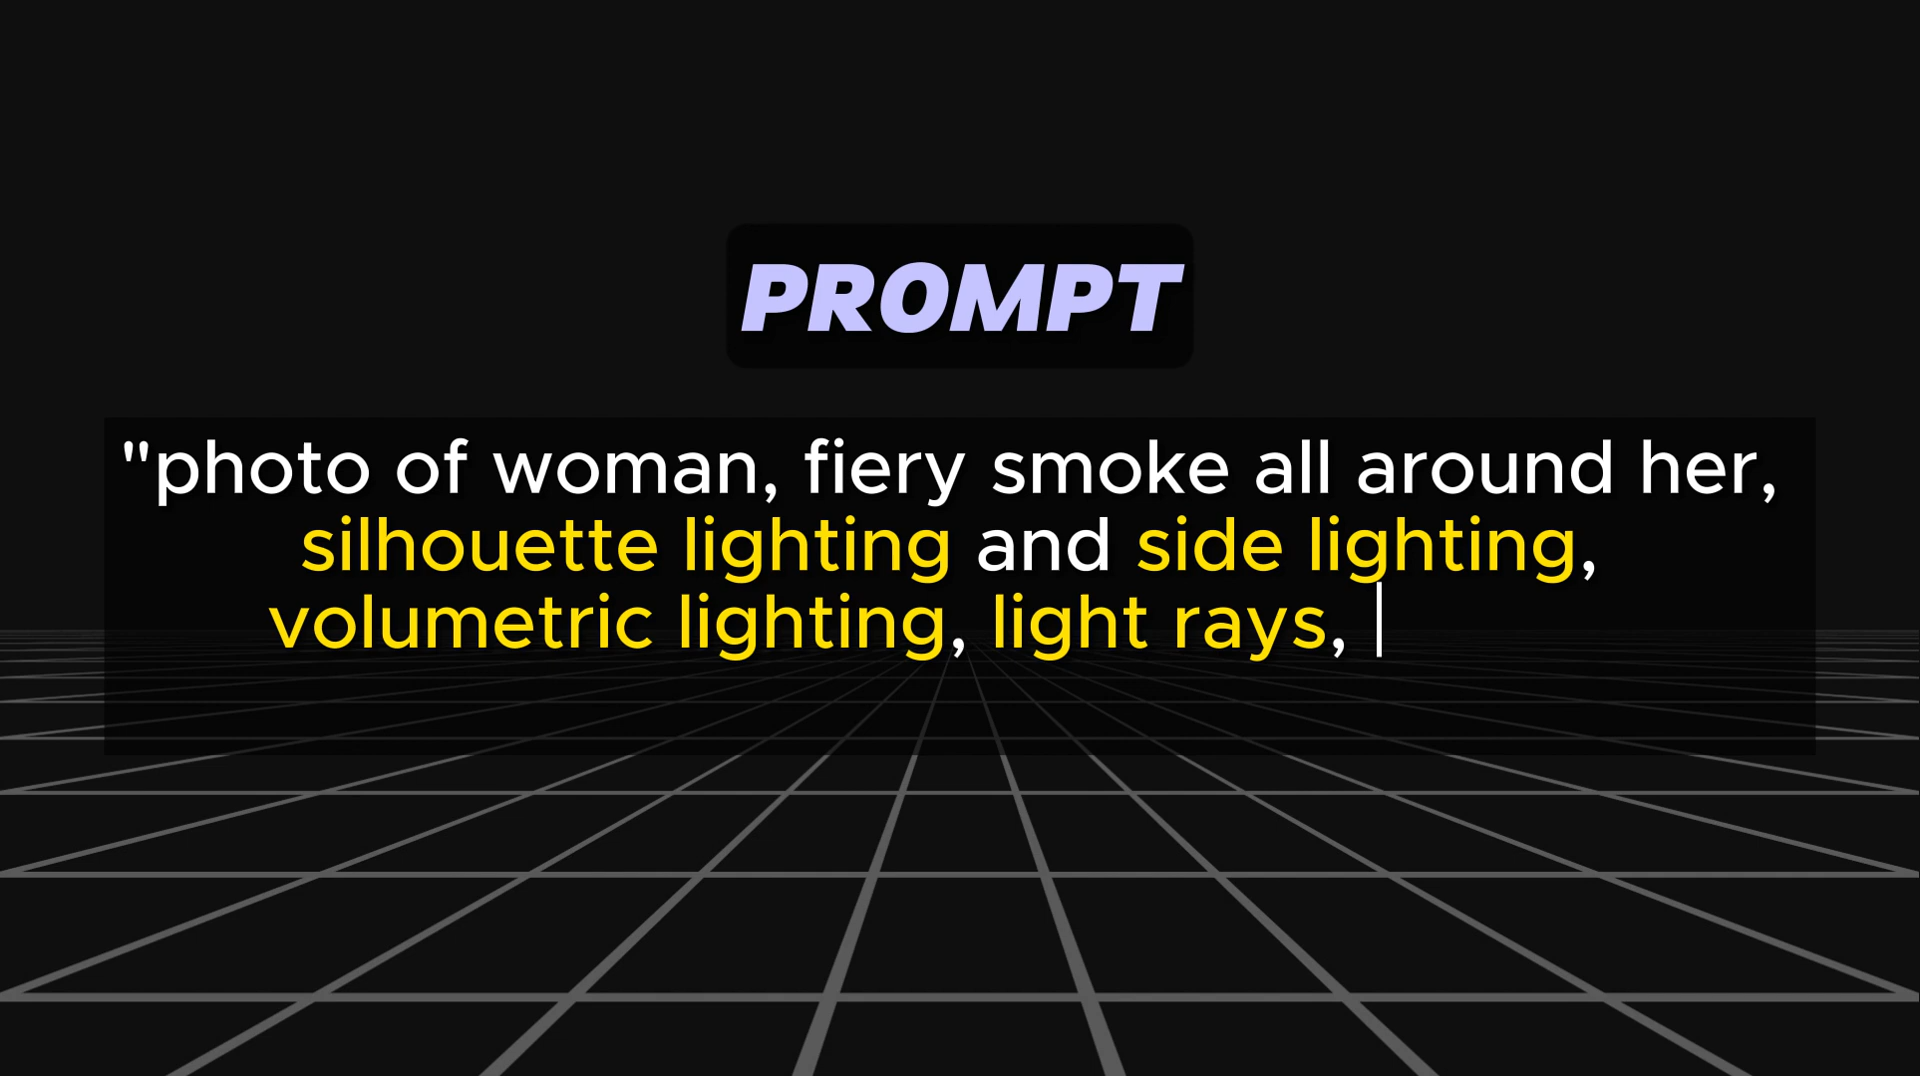 PROMPT
"photo of woman, fiery smoke all around her,
silhouette lighting and side lighting,
volumetric lighting, light rays,